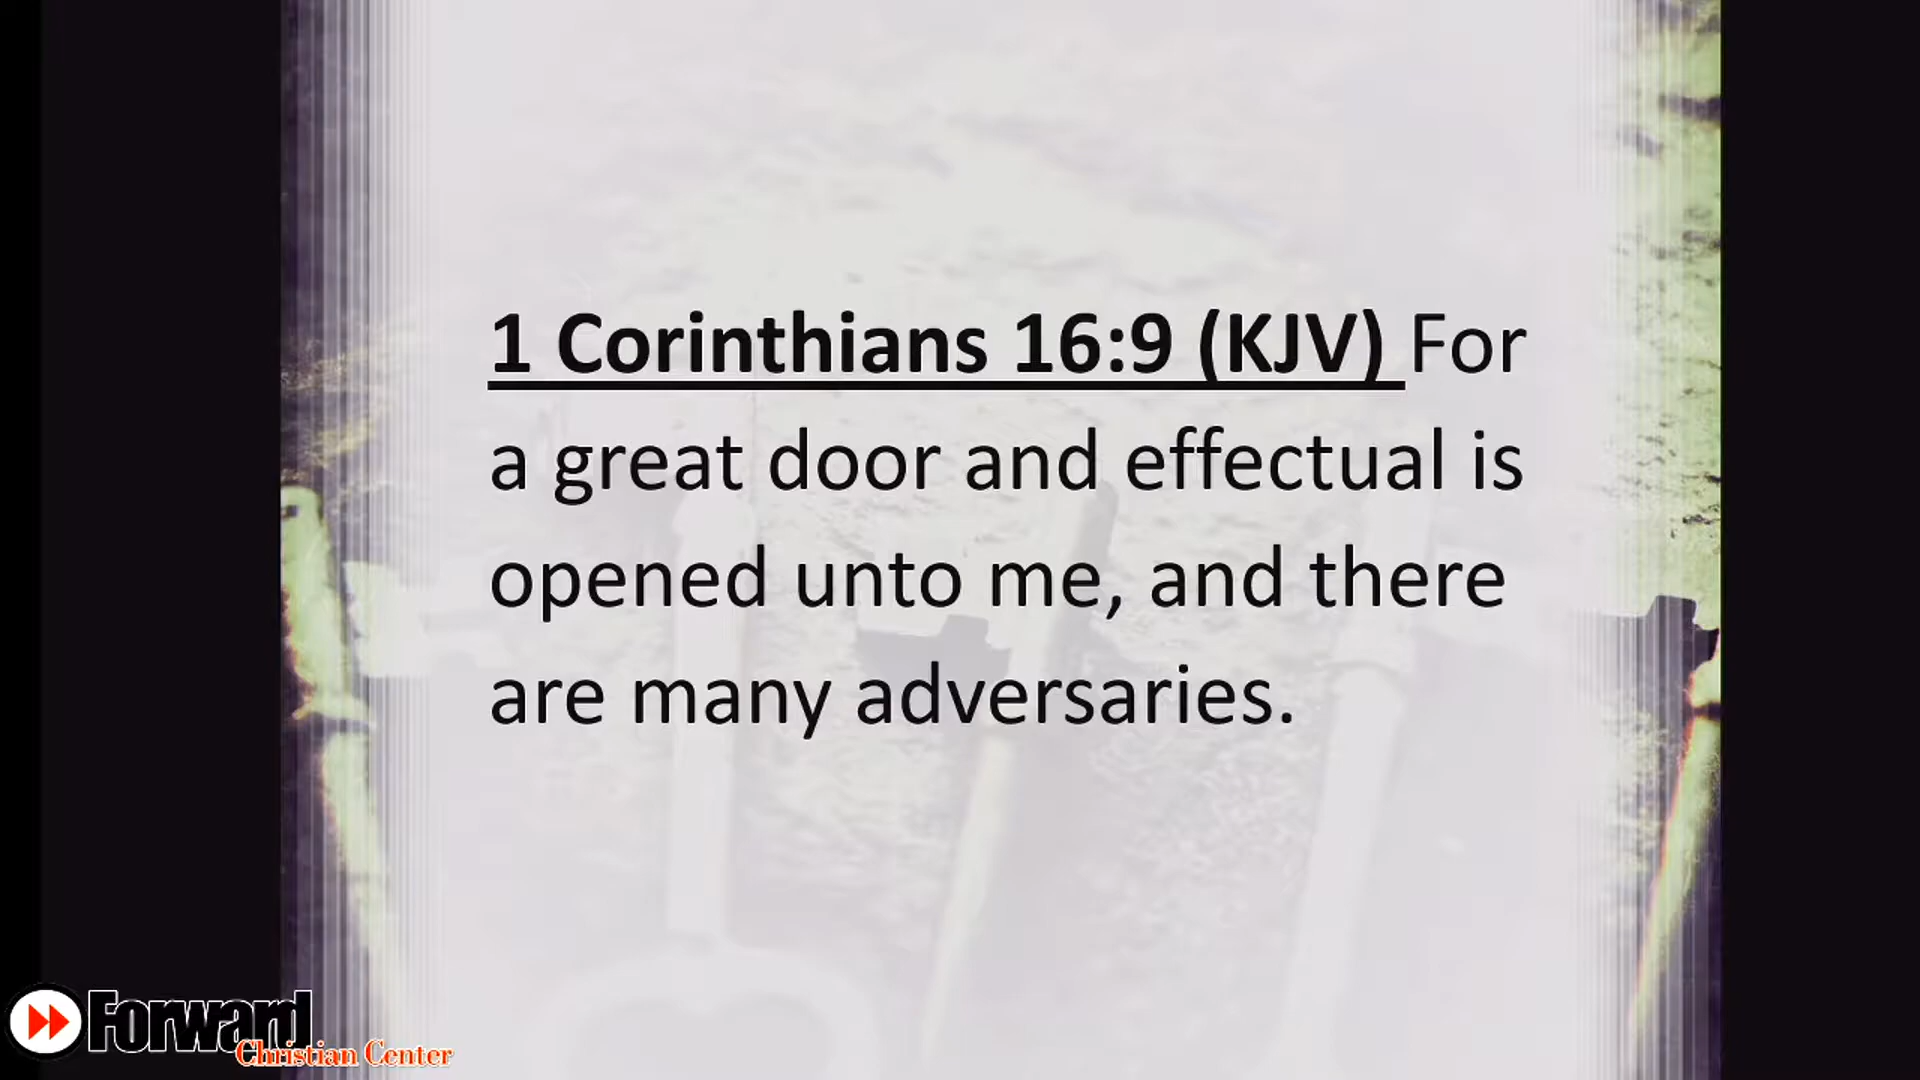 1 Corinthians 16:9 (KJV) For
a great door and effectual is
opened unto me, and there
are many adversaries.
Forward
Christian Center